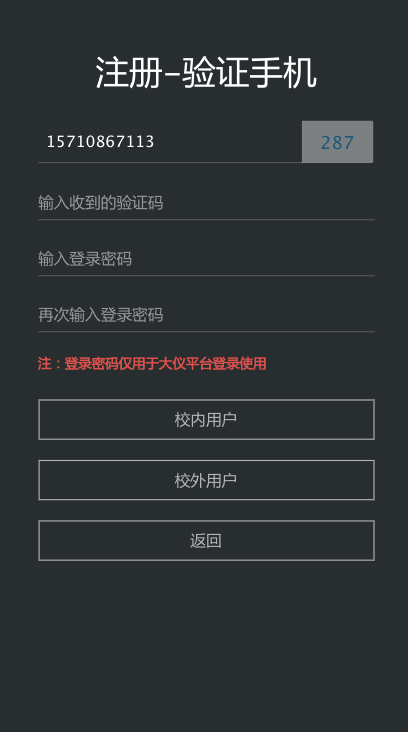 注册-验证手机
15710867113
287
输入收到的验证码
输入登录密码
再次输入登录密码
注：登录密码仅用于大仪平台登录使用
校内用户
校外用户
返回